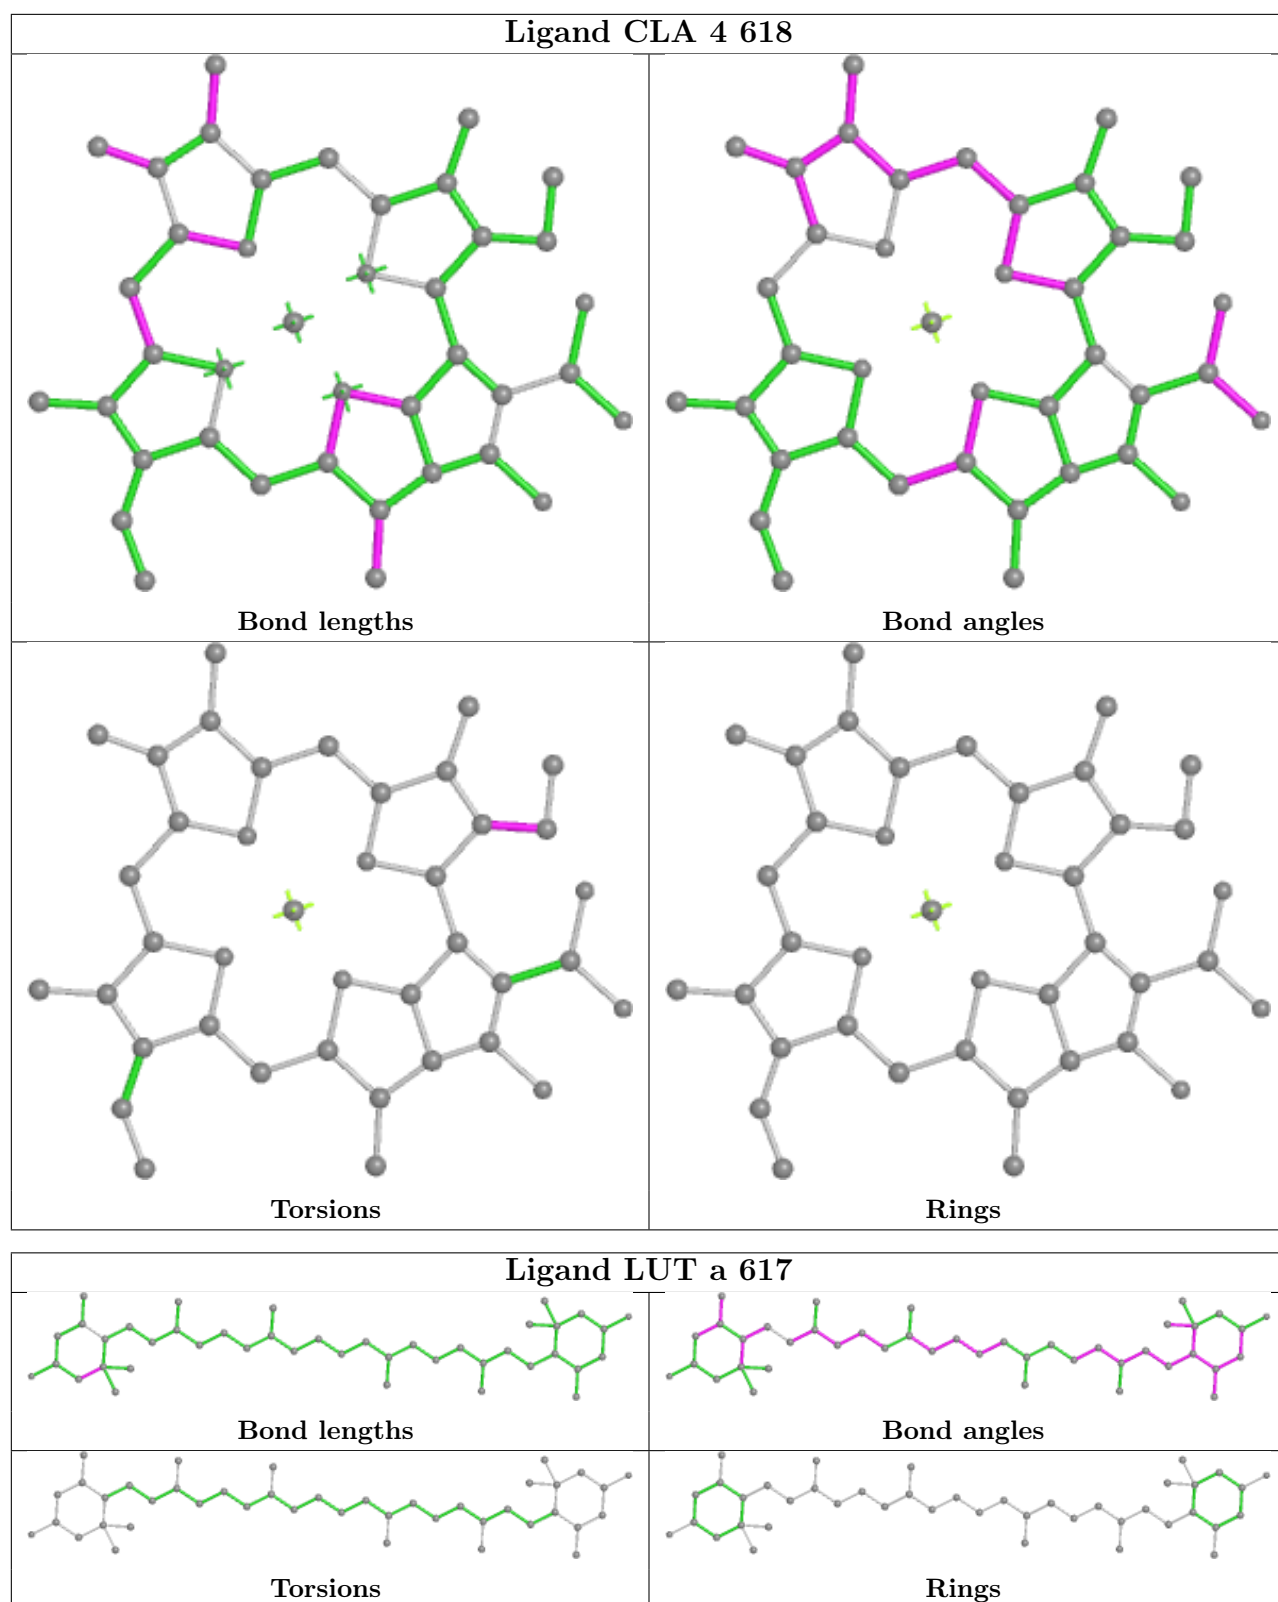 Ligand CLA 4 618
Bond lengths
Bond angles
Torsions
Rings
Ligand LUT a 617
Bond lengths
Bond angles
Torsions
Rings